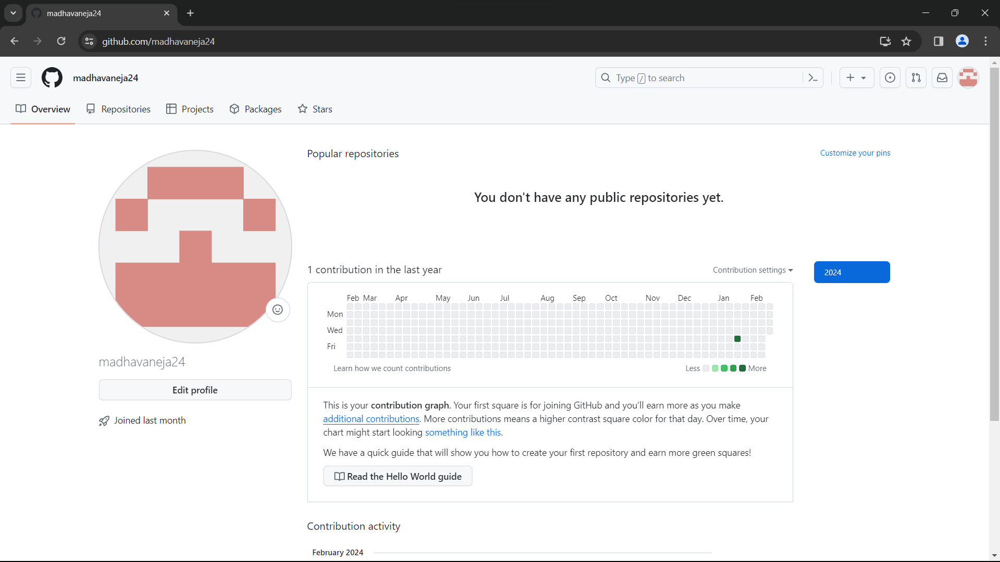 madhavaneja24
github.com/madhavaneja24
madhavaneja24
Type / to search
Overview Repositories Projects Packages Stars
Popular repositories
Customize your pins
You don't have any public repositories yet.
1 contribution in the last year
Contribution settings
2024
Feb Mar Apr May Jun Jul Aug Sep Oct Nov Dec Jan Feb
Mon
Wed
Fri
Learn how we count contributions
Less More
madhavaneja24
Edit profile
Joined last month
This is your contribution graph. Your first square is for joining GitHub and you’ll earn more as you make
additional contributions. More contributions means a higher contrast square color for that day. Over time, your
chart might start looking something like this.
We have a quick guide that will show you how to create your first repository and earn more green squares!
Read the Hello World guide
Contribution activity
February 2024